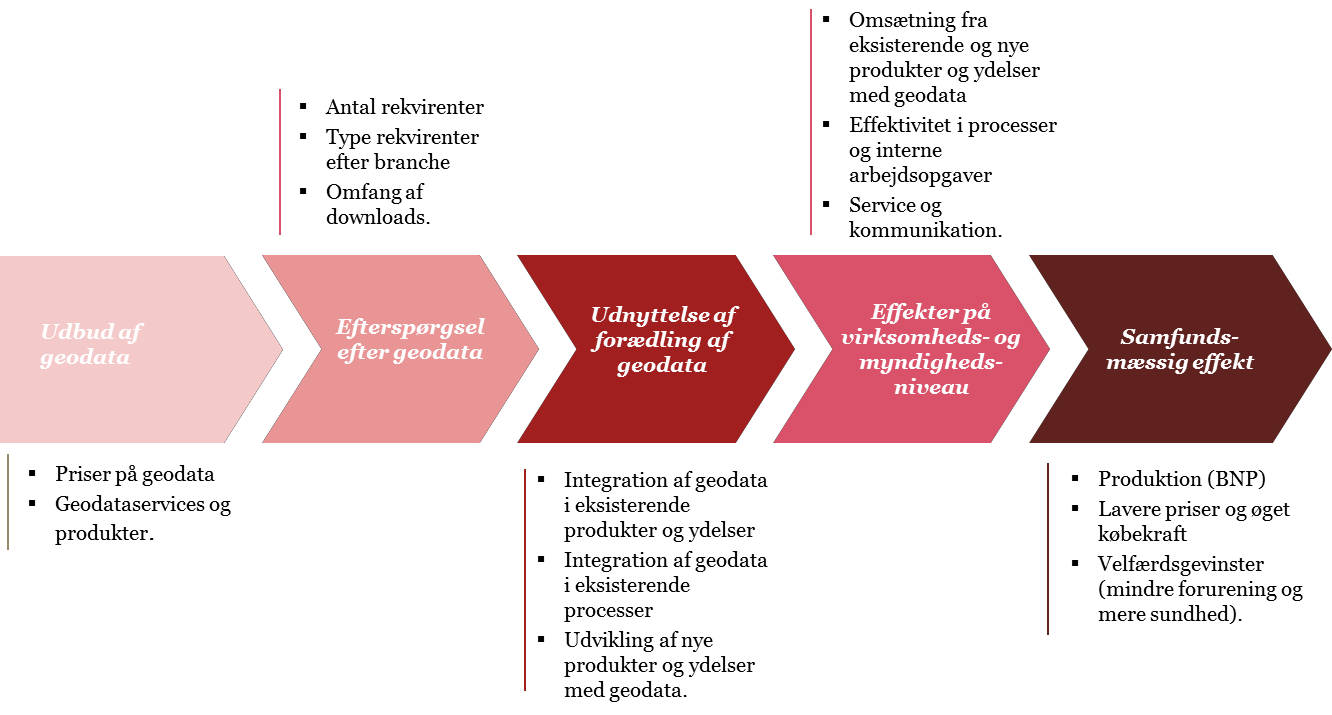 Udbud af
geodata
▪ Priser på geodata
▪ Geodataservices og
produkter.
▪ Antal rekvirenter
▪ Type rekvirenter
efter branche
▪ Omfang af
downloads.
Efterspørgsel
efter geodata
Udnyttelse af
forædling af
geodata
▪ Integration af geodata
i eksisterende
produkter og ydelser
▪ Integration af geodata
i eksisterende
processer
▪ Udvikling af nye
produkter og ydelser
med geodata.
▪ Omsætning fra
eksisterende og nye
produkter og ydelser
med geodata
▪ Effektivitet i processer
og interne
arbejdsopgaver
▪ Service og
kommunikation.
Effekter på
virksomheds- og
myndigheds-
niveau
Samfunds-
mæssig effekt
▪ Produktion (BNP)
▪ Lavere priser og øget
købekraft
▪ Velfærdsgevinster
(mindre forurening og
mere sundhed).